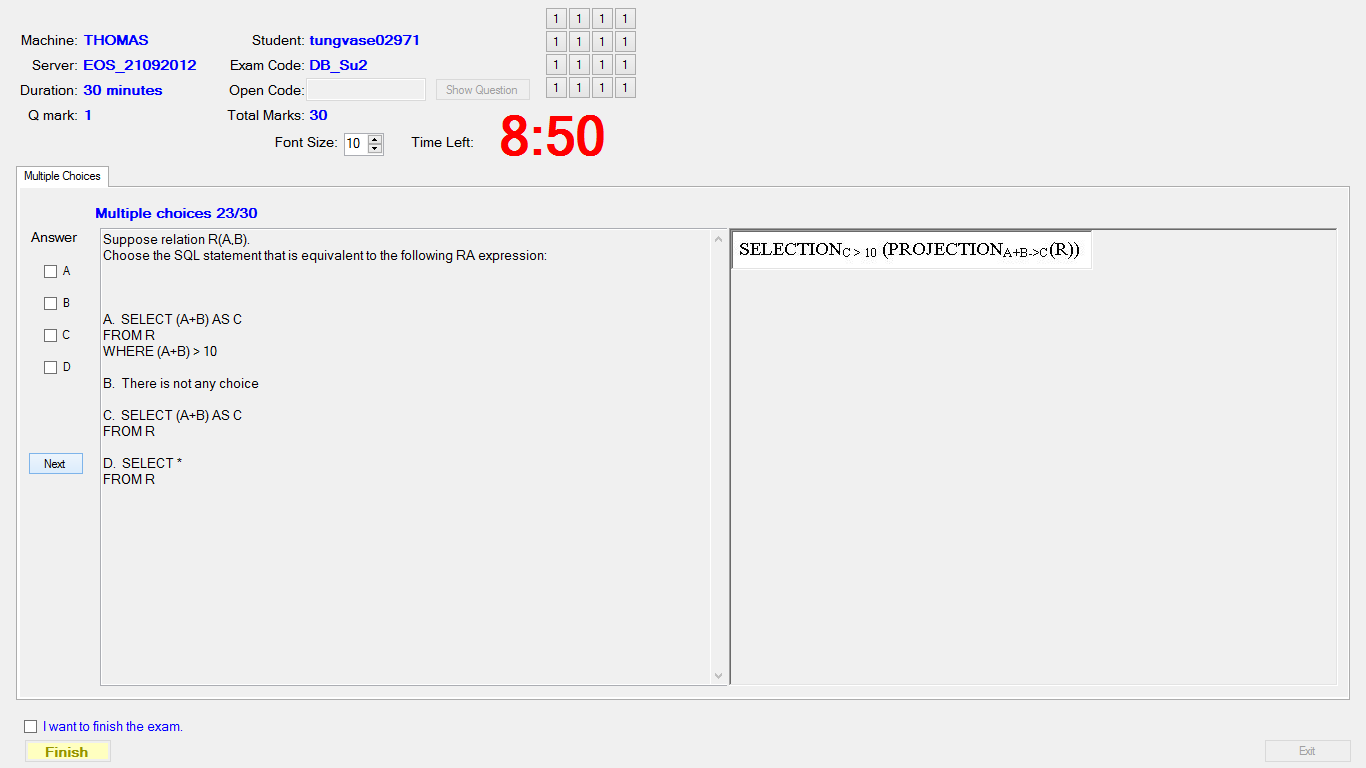 Machine: THOMAS
Student: tungvase02971
Server: EOS_21092012
Exam Code: DB_Su2
Duration: 30 minutes
Open Code:
Show Question
Q mark: 1
Total Marks: 30
Font Size: 10
Time Left: 8:50
1 1 1 1
1 1 1 1
1 1 1 1
1 1 1 1
Multiple Choices
Multiple choices 23/30
Answer
A
B
C
D
Next
Suppose relation R(A,B).
Choose the SQL statement that is equivalent to the following RA expression:
A. SELECT (A+B) AS C
FROM R
WHERE (A+B) > 10
B. There is not any choice
C. SELECT (A+B) AS C
FROM R
D. SELECT *
FROM R
SELECTION C > 10 (PROJECTION A+B->C (R))
I want to finish the exam.
Finish
Exit